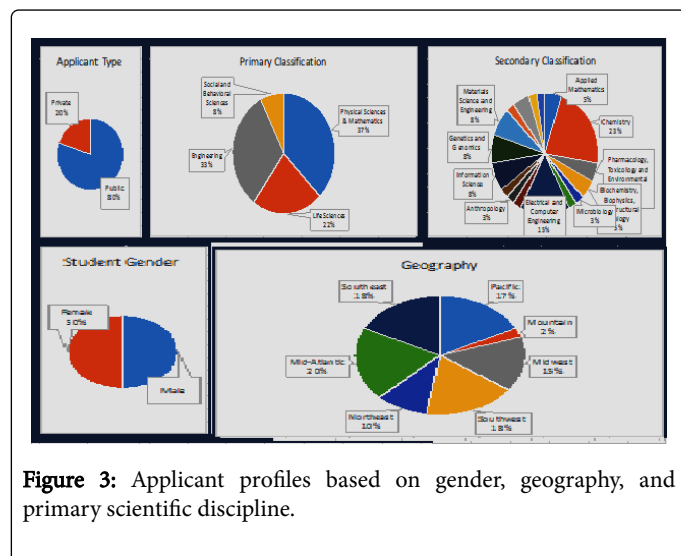 Applicant Type
Private
20%
Public
80%
Primary Classification
Social and
Behavioral
Sciences
8%
Physical Sciences
& Mathematics
37%
Engineering
33%
Life Sciences
22%
Secondary Classification
Materials
Science and
Engineering
8%
Applied
Mathematics
5%
Chemistry
23%
Genetics and
Genomics
8%
Pharmacology,
Toxicology and
Environmental
Information
Science
8%
Biochemistry,
Biophysics,
Anthropology
3%
Electrical and
Computer
Engineering
15%
Microbiology
3%
Student Gender
Female
50%
Male
Geography
Southeast
18%
Pacific
17%
Mountain
2%
Mid-Atlantic
20%
Midwest
15%
Northeast
10%
Southwest
18%
Figure 3: Applicant profiles based on gender, geography, and
primary scientific discipline.